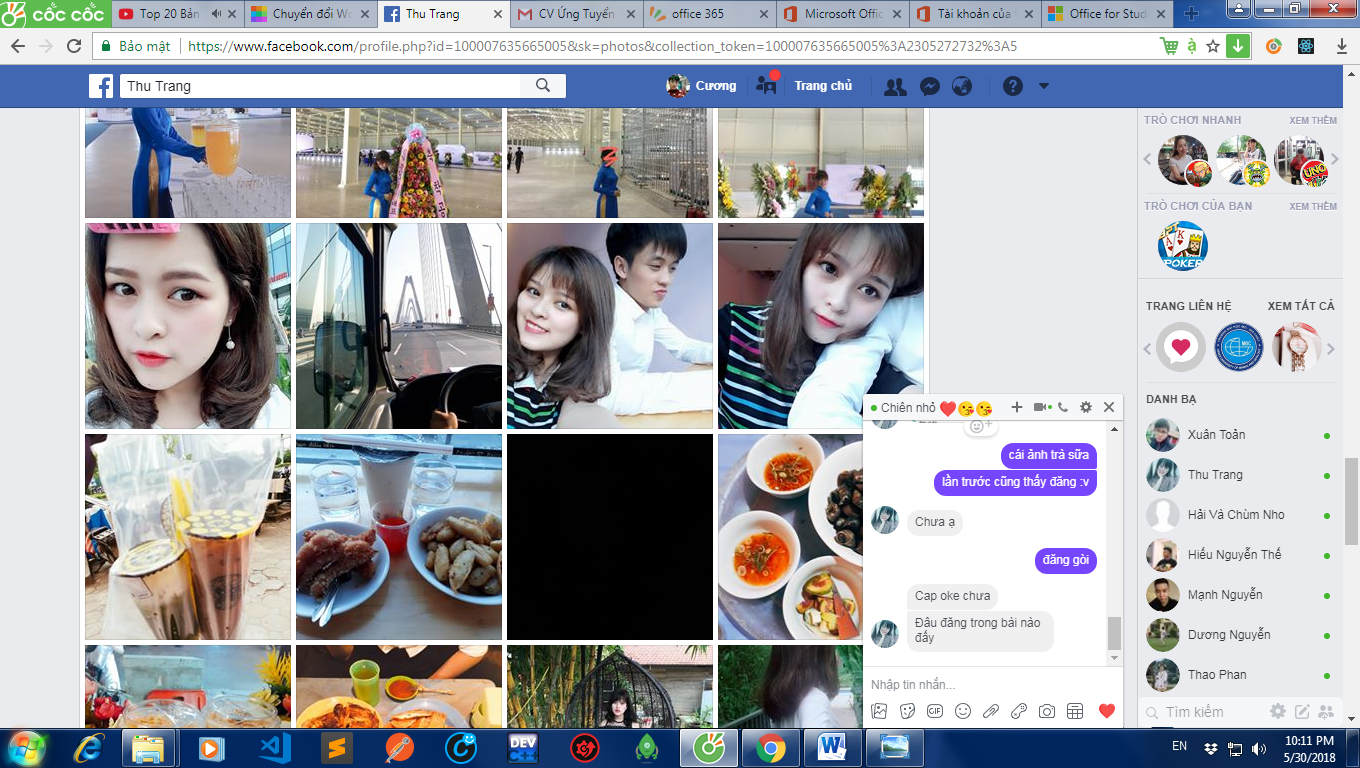 cốc cốc
Top 20 Bản
Chuyển đổi Wo
Thu Trang
CV Ứng Tuyển
office 365
Microsoft Offic
Tài khoản của
Office for Stud
Bảo mật
https://www.facebook.com/profile.php?id=100007635665005&sk=photos&collection_token=100007635665005%3A2305272732%3A5
Thu Trang
Cương
Trang chủ
TRÒ CHƠI NHANH XEM THÊM
UNO
TRÒ CHƠI CỦA BẠN XEM THÊM
POKER
TRANG LIÊN HỆ XEM TẤT CẢ
DANH BẠ
Xuân Toản
Thu Trang
Hải Và Chùm Nho
Hiếu Nguyễn Thế
Mạnh Nguyễn
Dương Nguyễn
Thao Phan
Tìm kiếm
Chiên nhỏ ❤️😘😘
cái ảnh trà sữa
lần trước cũng thấy đăng :v
Chưa ạ
đăng gòi
Cap oke chưa
Đâu đăng trong bài nào
đấy
Nhập tin nhắn...
GIF
DEV
EN
10:11 PM
5/30/2018